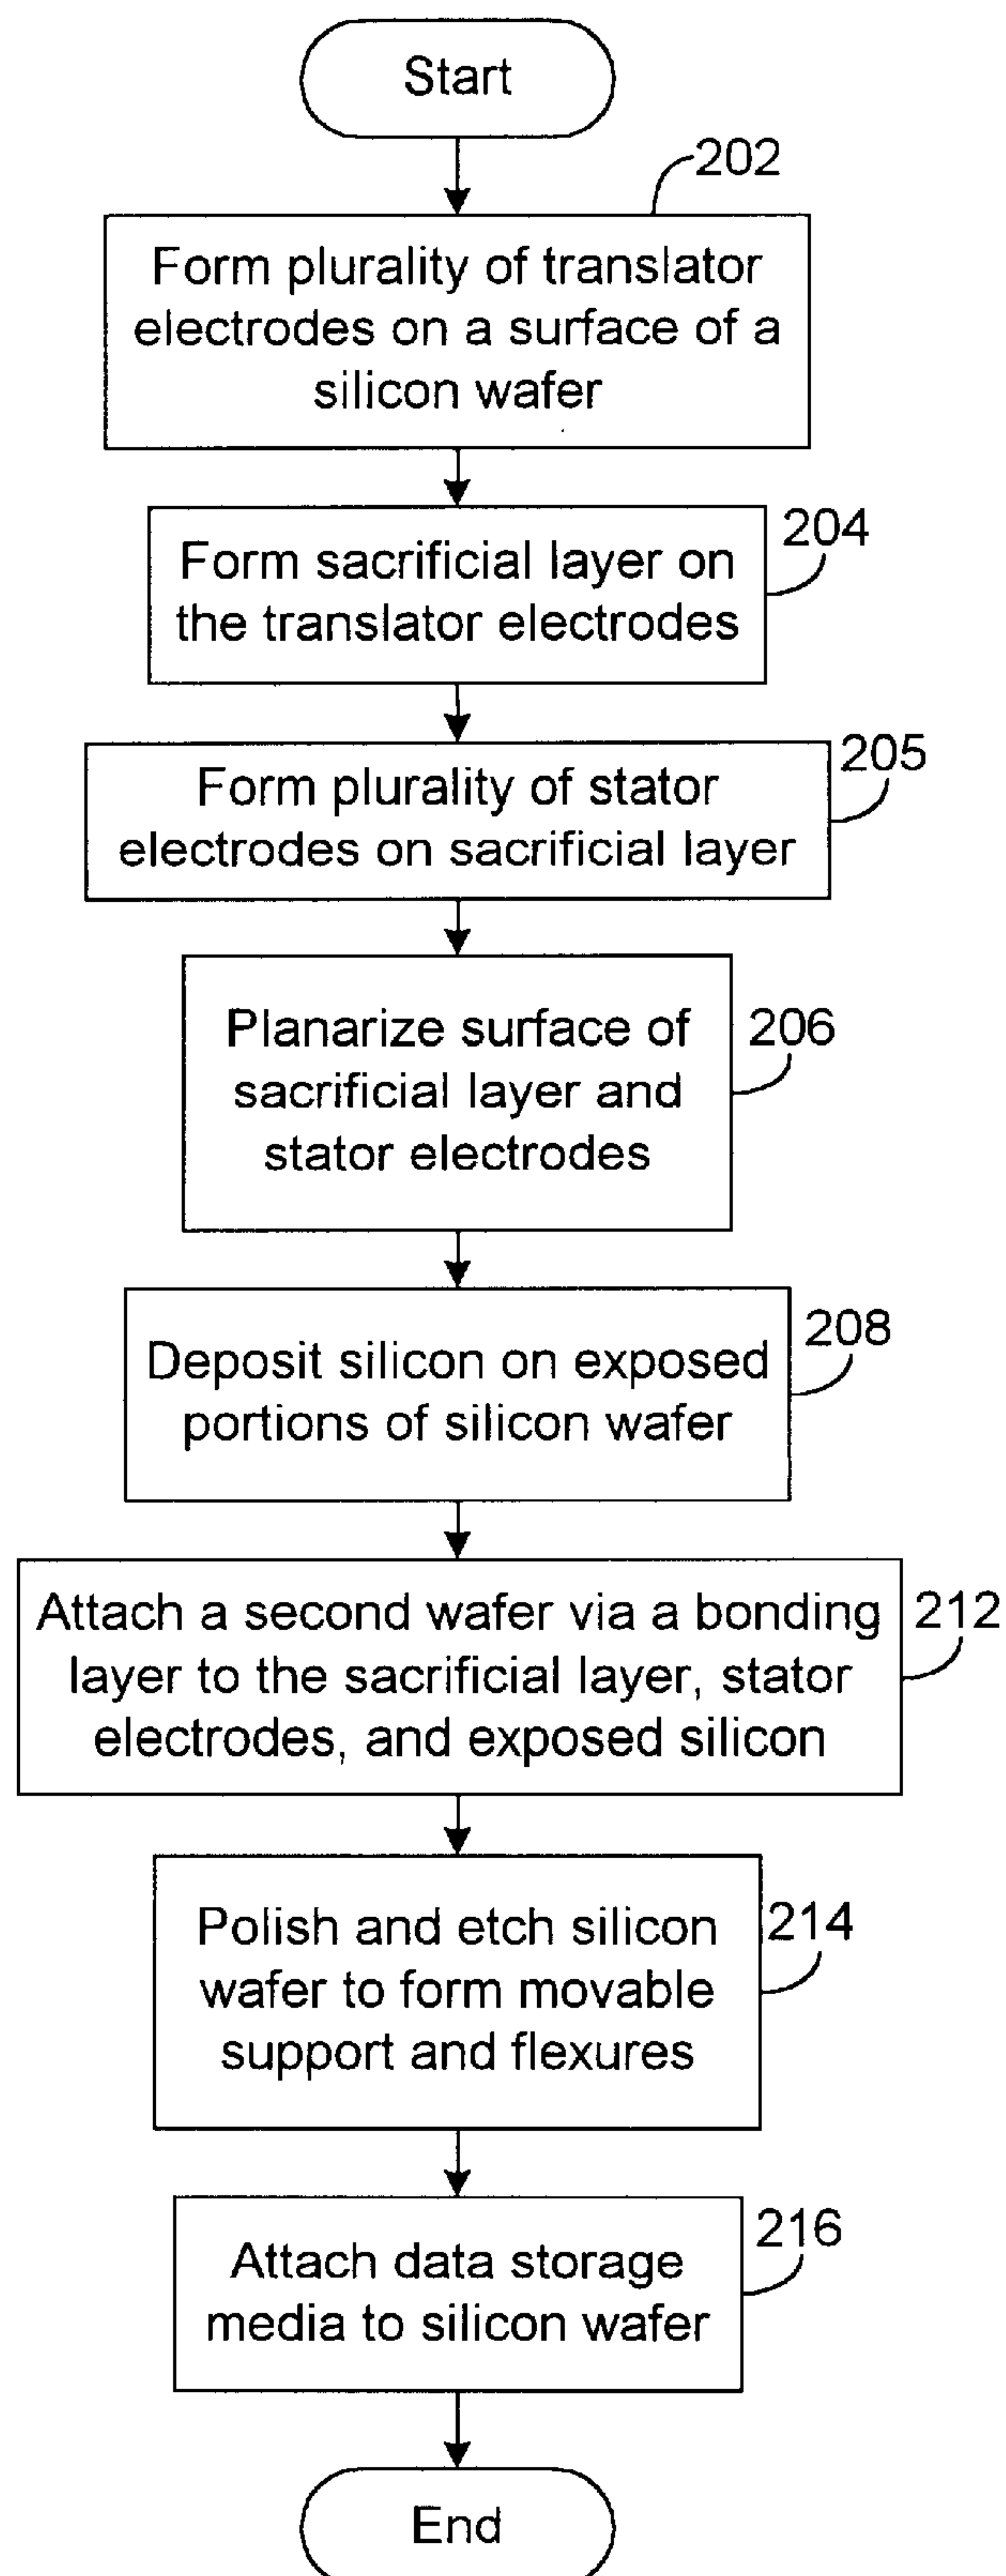 Start
202
Form plurality of translator
electrodes on a surface of a
silicon wafer
204
Form sacrificial layer on
the translator electrodes
205
Form plurality of stator
electrodes on sacrificial layer
206
Planarize surface of
sacrificial layer and
stator electrodes
208
Deposit silicon on exposed
portions of silicon wafer
212
Attach a second wafer via a bonding
layer to the sacrificial layer, stator
electrodes, and exposed silicon
214
Polish and etch silicon
wafer to form movable
support and flexures
216
Attach data storage
media to silicon wafer
End